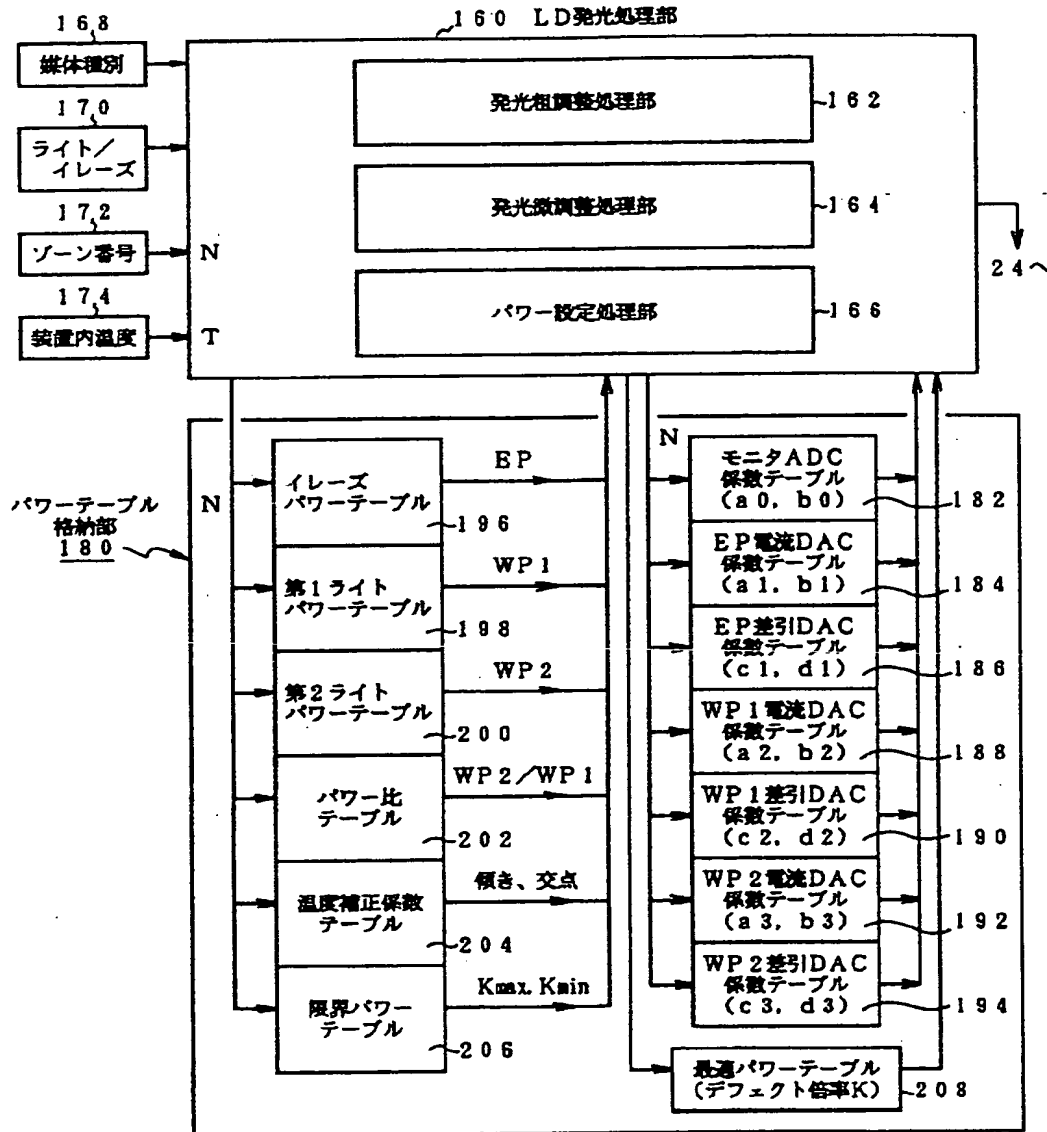 160 LD発光処理部
168
媒体種別
170
ライト/
イレーズ
172
ゾーン番号
N
174
装置内温度
T
発光粗調整処理部
162
発光微調整処理部
164
パワー設定処理部
166
24へ
パワーテーブル
格納部
180
N
イレーズ
パワーテーブル
196
EP
第1ライト
パワーテーブル
198
WP1
第2ライト
パワーテーブル
200
WP2
パワー比
テーブル
202
WP2/WP1
温度補正係数
テーブル
204
傾き、交点
限界パワー
テーブル
206
Kmax.Kmin
N
モニタADC
係数テーブル
(a0, b0)
182
EP電流DAC
係数テーブル
(a1, b1)
184
EP差引DAC
係数テーブル
(c1, d1)
186
WP1電流DAC
係数テーブル
(a2, b2)
188
WP1差引DAC
係数テーブル
(c2, d2)
190
WP2電流DAC
係数テーブル
(a3, b3)
192
WP2差引DAC
係数テーブル
(c3, d3)
194
最適パワーテーブル
(デフェクト倍率K)
208